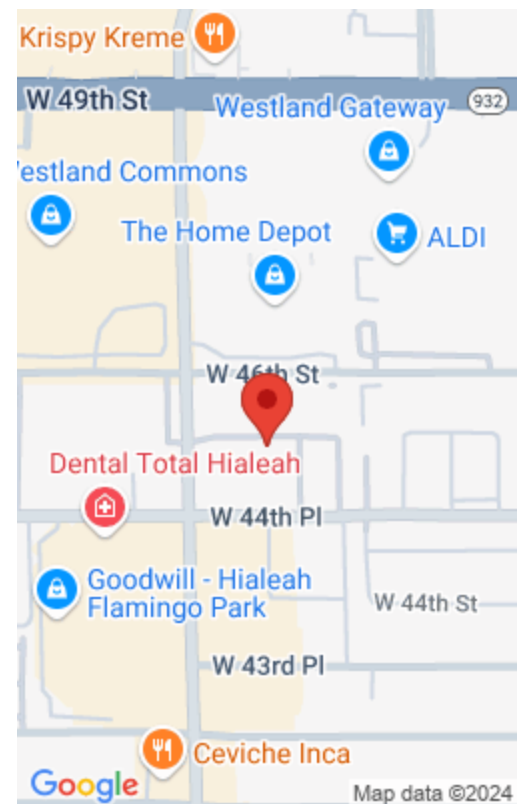 Krispy Kreme
W 49th St
932
Westland Gateway
estland Commons
The Home Depot
ALDI
W 46th St
Dental Total Hialeah
W 44th Pl
Goodwill - Hialeah
Flamingo Park
W 44th St
W 43rd Pl
Ceviche Inca
Google
Map data ©2024